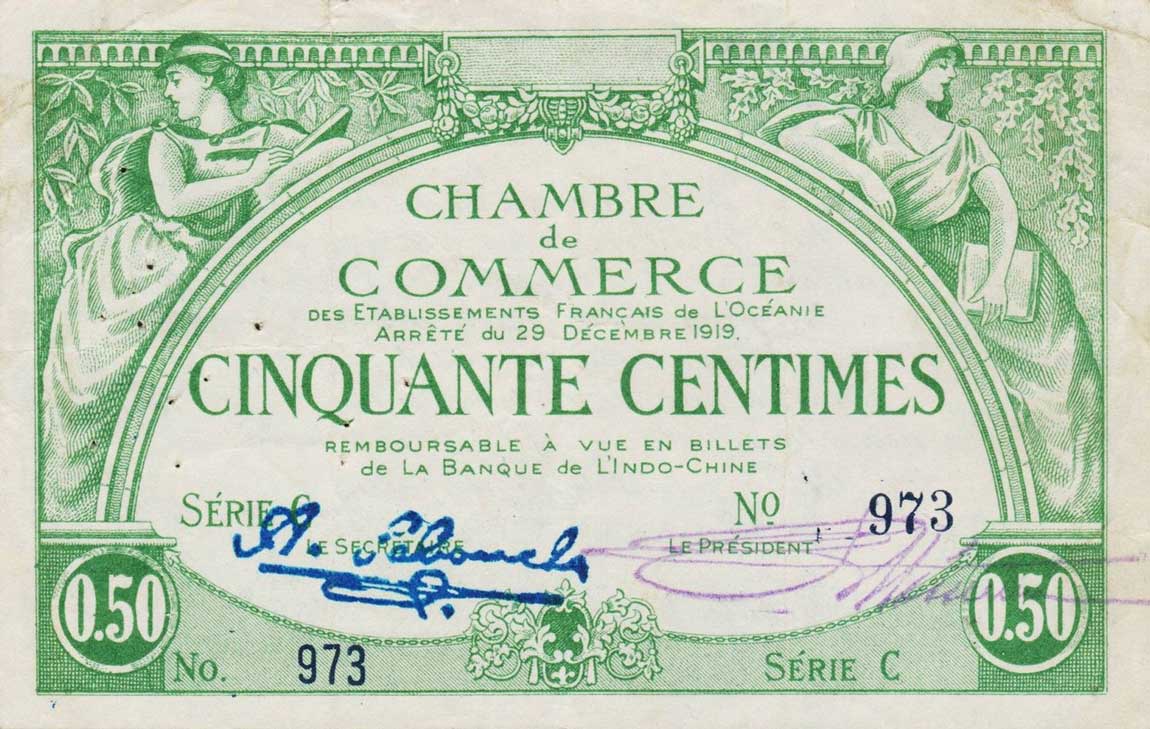 CHAMBRE
de
COMMERCE
DES ETABLISSEMENTS FRANÇAIS de L'OCÉANIE
ARRÊTÉ du 29 DÉCEMBRE 1919.
CINQUANTE CENTIMES
REMBOURSABLE À VUE EN BILLETS
de LA BANQUE de L'INDO-CHINE
SÉRIE C No 973
LE SECRÉTAIRE LE PRÉSIDENT
0.50 0.50
No. 973 SÉRIE C